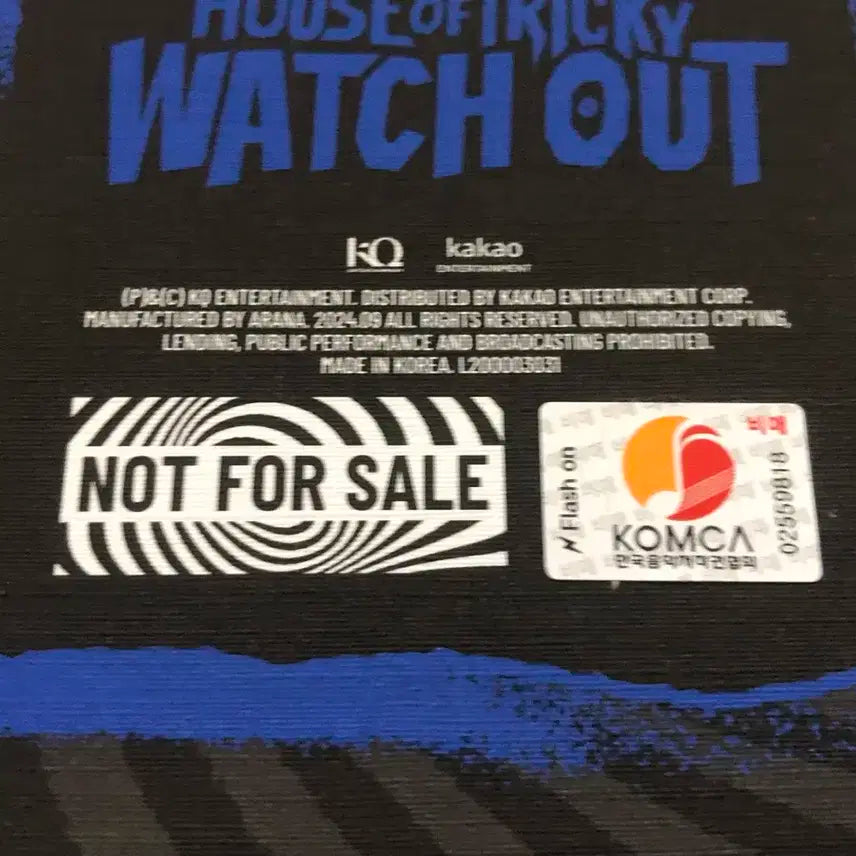 HOUSE OF TRICKY
WATCH OUT
KQ
kakao
ENTERTAINMENT
(P)&(C) KQ ENTERTAINMENT. DISTRIBUTED BY KAKAO ENTERTAINMENT CORP.
MANUFACTURED BY ARANA. 2024.09 ALL RIGHTS RESERVED. UNAUTHORIZED COPYING,
LENDING, PUBLIC PERFORMANCE AND BROADCASTING PROHIBITED.
MADE IN KOREA. L200003031
NOT FOR SALE
Flash on
비매
KOMCA
한국음악저작권협회
02559818